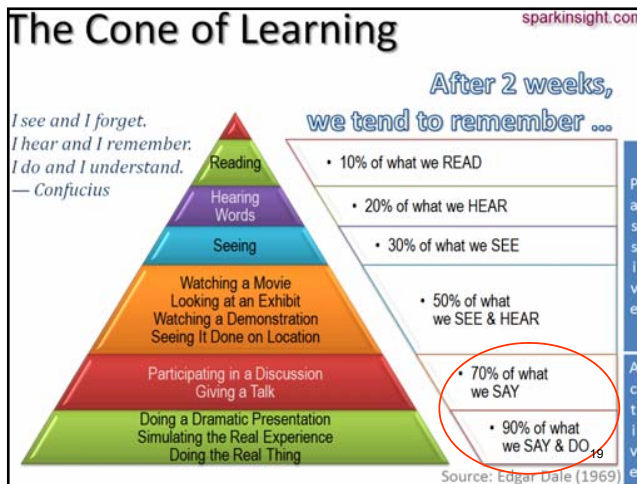 The Cone of Learning
sparkinsight.com
After 2 weeks,
we tend to remember ...
I see and I forget.
I hear and I remember.
I do and I understand.
— Confucius
Reading
Hearing
Words
Seeing
Watching a Movie
Looking at an Exhibit
Watching a Demonstration
Seeing It Done on Location
Participating in a Discussion
Giving a Talk
Doing a Dramatic Presentation
Simulating the Real Experience
Doing the Real Thing
• 10% of what we READ
• 20% of what we HEAR
• 30% of what we SEE
• 50% of what
we SEE & HEAR
• 70% of what
we SAY
• 90% of what
we SAY & DO
19
Passive
Active
Source: Edgar Dale (1969)